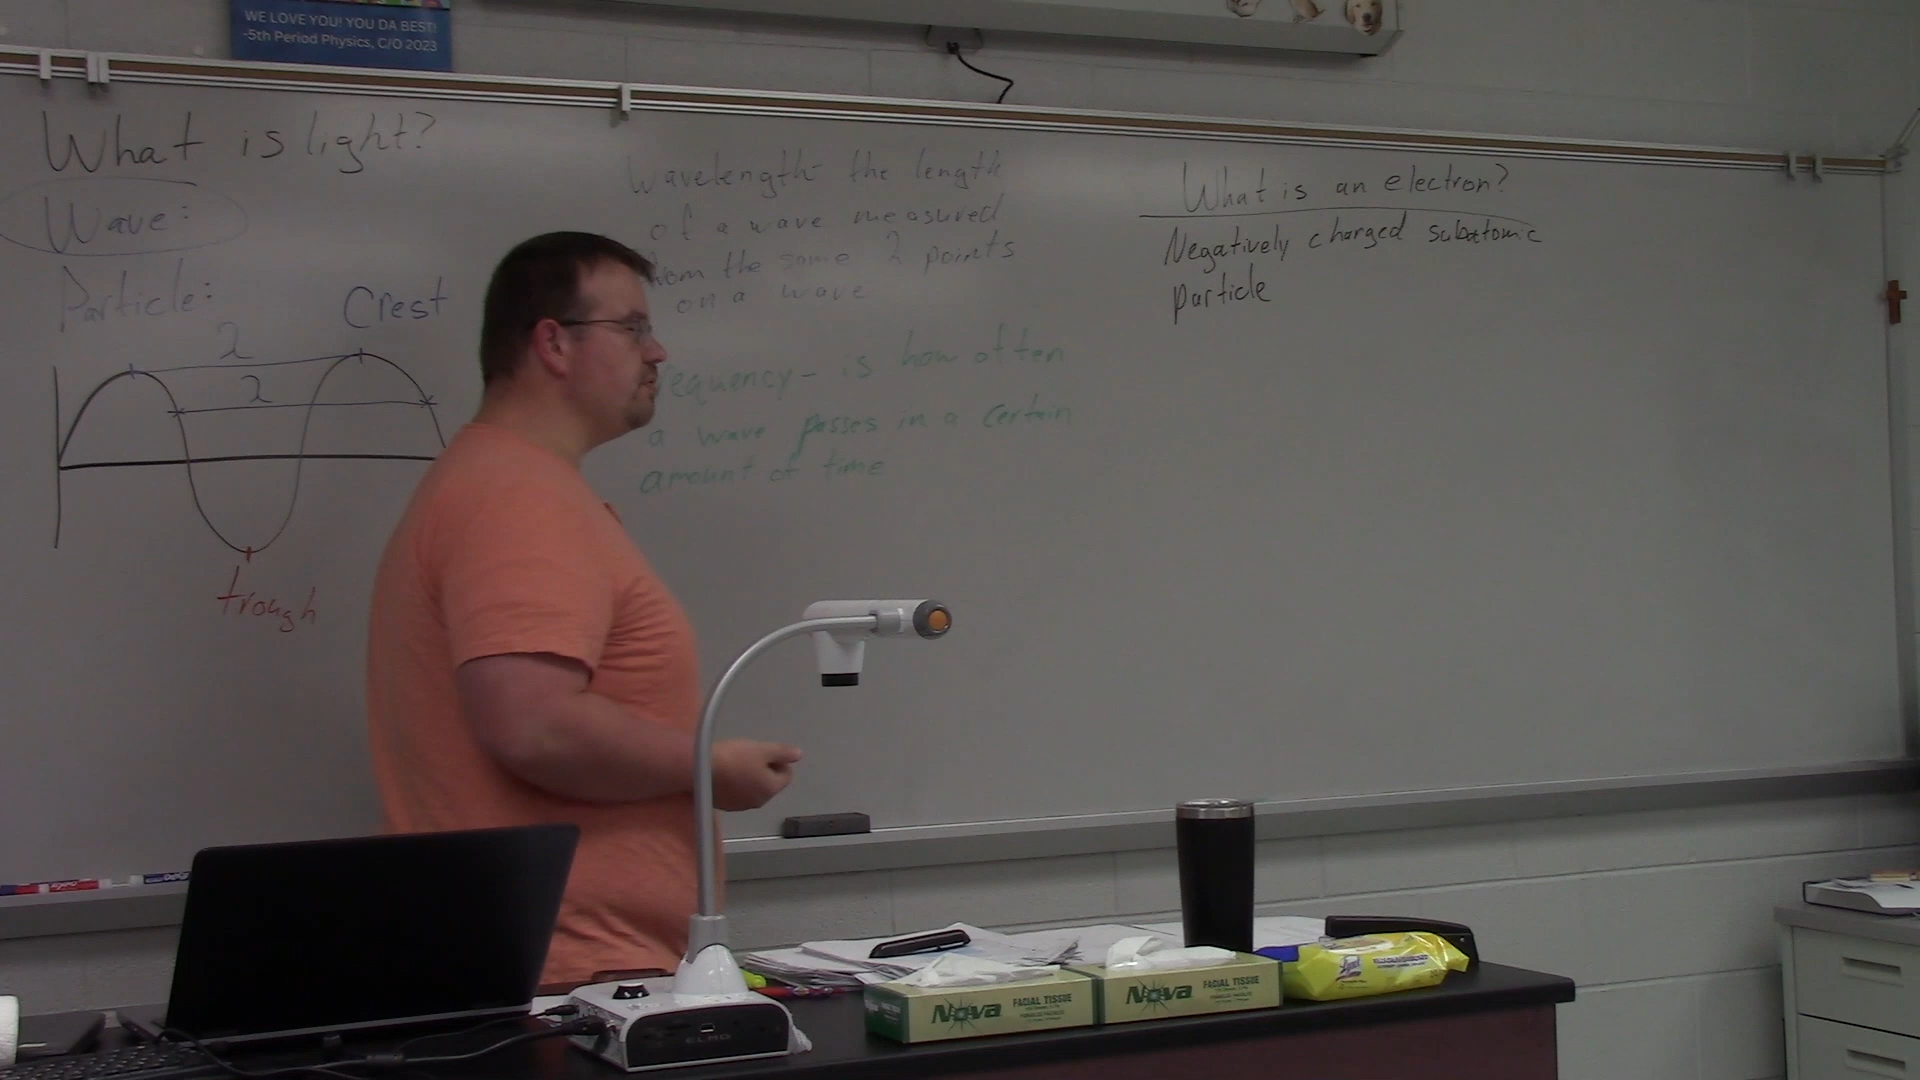 WE LOVE YOU! YOU DA BEST!
-5th Period Physics, C/O 2023
What is light?
Wave:
Particle:
Crest
λ
λ
trough
Wavelength- the length
of a wave measured
from the same 2 points
on a wave
requency- is how often
a wave passes in a certain
amount of time
What is an electron?
Negatively charged subatomic
particle
ELMO
Nova
FACIAL TISSUE
Nova
FACIAL TISSUE
Lysol